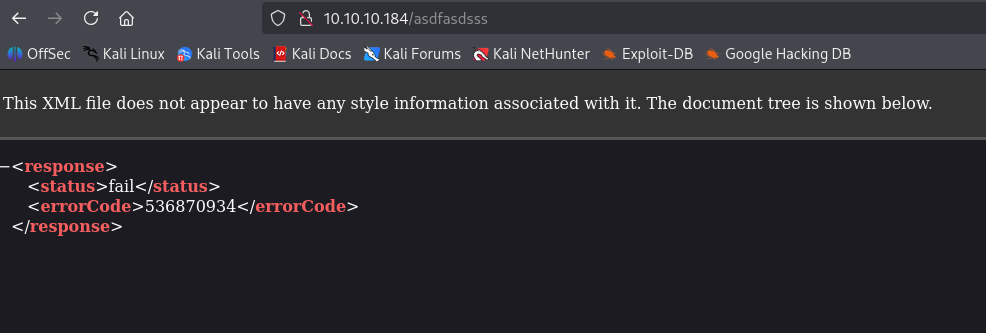 10.10.10.184/asdfasdsss
OffSec Kali Linux Kali Tools Kali Docs Kali Forums Kali NetHunter Exploit-DB Google Hacking DB
This XML file does not appear to have any style information associated with it. The document tree is shown below.
−<response>
<status>fail</status>
<errorCode>536870934</errorCode>
</response>